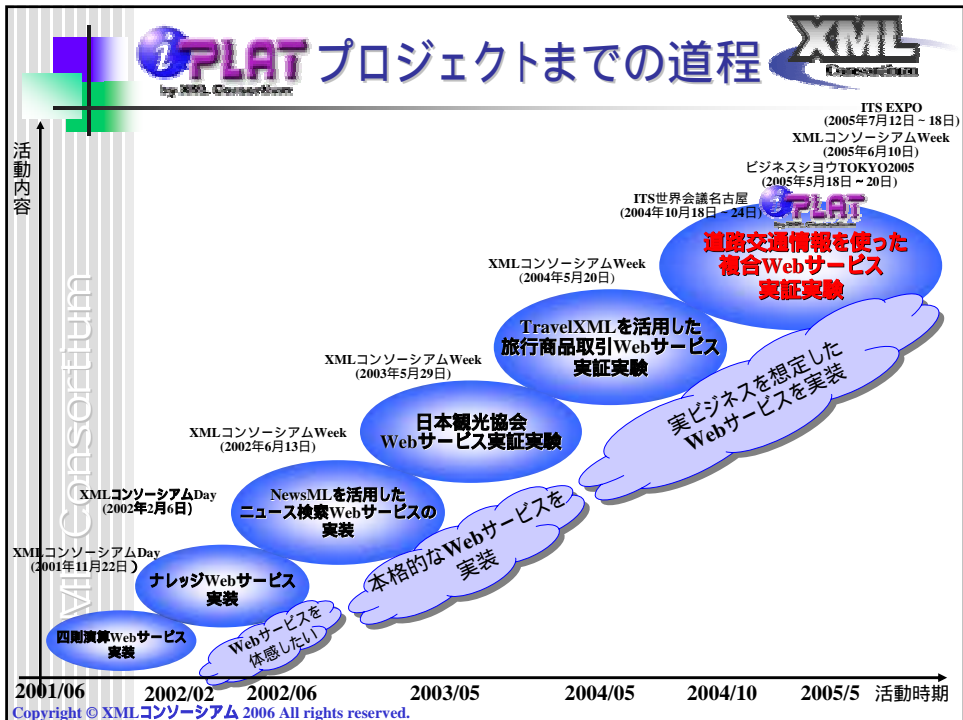 iPLAT
by XML Consortium
プロジェクトまでの道程
XML
Consortium
活動内容
XML Consortium
ITS EXPO
(2005年7月12日~18日)
XMLコンソーシアムWeek
(2005年6月10日)
ビジネスショウTOKYO2005
(2005年5月18日~20日)
ITS世界会議名古屋
(2004年10月18日~24日)
iPLAT
by XML Consortium
道路交通情報を使った
複合Webサービス
実証実験
XMLコンソーシアムWeek
(2004年5月20日)
TravelXMLを活用した
旅行商品取引Webサービス
実証実験
実ビジネスを想定した
Webサービスを実装
XMLコンソーシアムWeek
(2003年5月29日)
日本観光協会
Webサービス実証実験
XMLコンソーシアムWeek
(2002年6月13日)
NewsMLを活用した
ニュース検索Webサービスの
実装
本格的なWebサービスを
実装
XMLコンソーシアムDay
(2002年2月6日)
XMLコンソーシアムDay
(2001年11月22日)
ナレッジWebサービス
実装
四則演算Webサービス
実装
Webサービスを
体感したい
2001/06 2002/02 2002/06 2003/05 2004/05 2004/10 2005/5 活動時期
Copyright © XMLコンソーシアム 2006 All rights reserved.